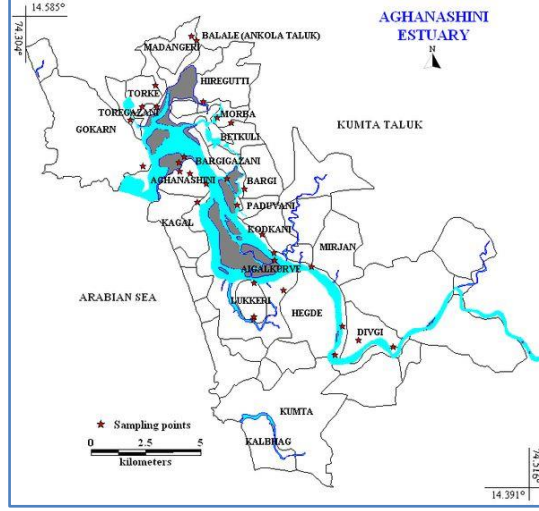 14.585°
74.304°
AGHANASHINI
ESTUARY
N
BALALE (ANKOLA TALUK)
MADANGERI
HIREGUTTI
TORKE
TOREGAZANI
MORBA
GOKARN
BETKULI
KUMTA TALUK
BARGIGAZANI
AGHANASHINI
BARGI
PADUVANI
KAGAL
KODKANI
MIRJAN
AIGALKURVE
ARABIAN SEA
LUKKERI
HEGDE
DIVGI
KUMTA
Sampling points
KALBHAG
0 2.5 5
kilometers
74.516°
14.391°